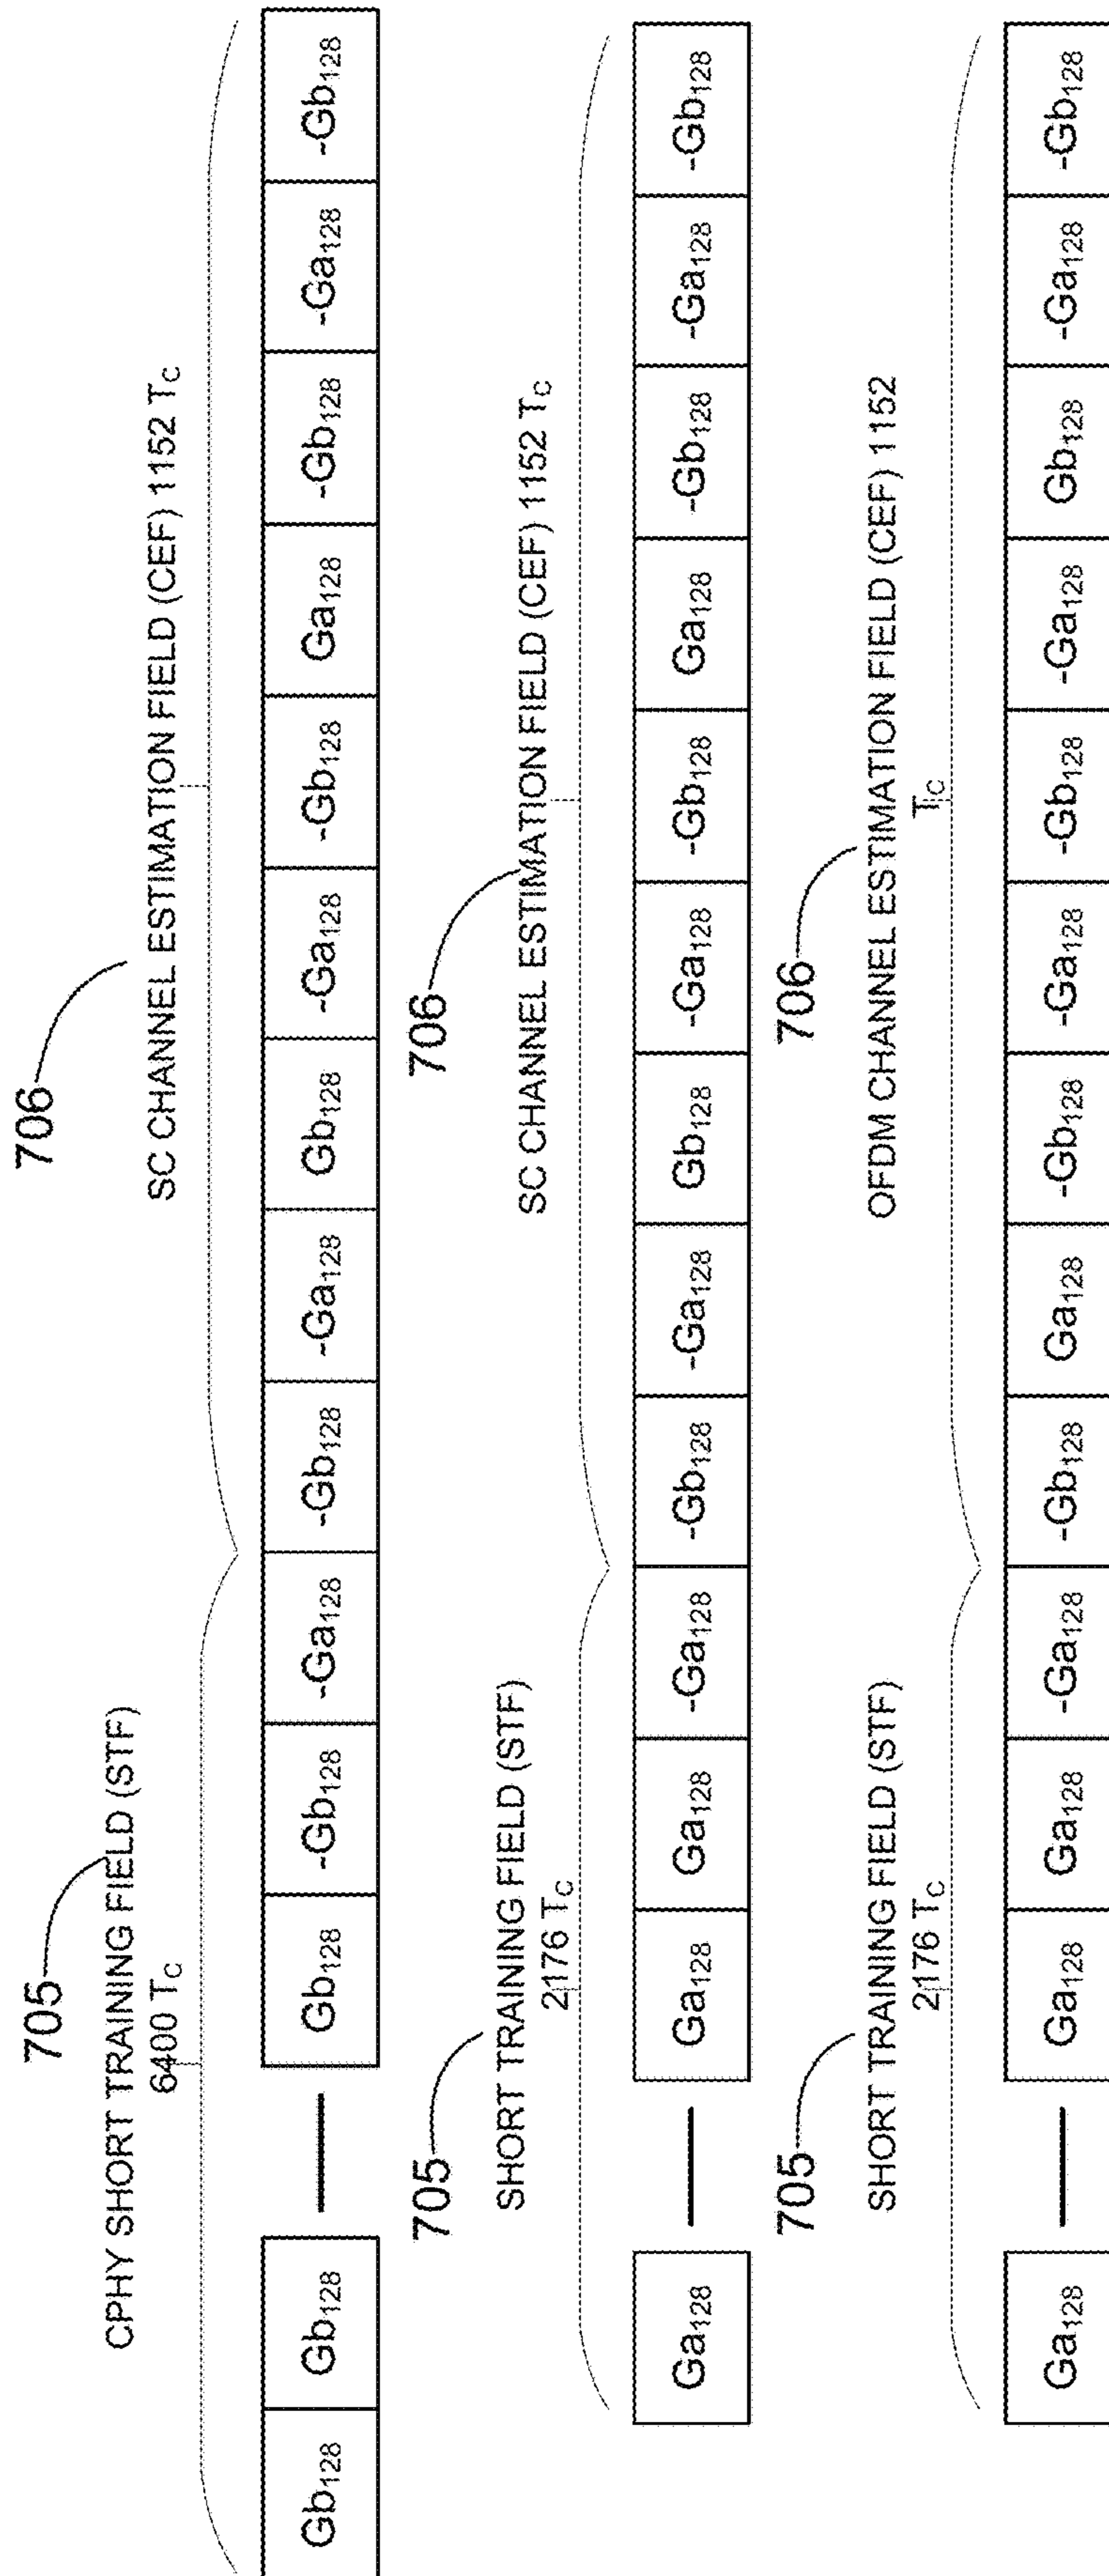 705
706
CPHY SHORT TRAINING FIELD (STF)
6400 Tc
SC CHANNEL ESTIMATION FIELD (CEF) 1152 Tc
Gb128 Gb128 Gb128 -Gb128 -Ga128 -Gb128 -Ga128 Gb128 -Ga128 -Gb128 Ga128 -Gb128 -Ga128 -Gb128
705
706
SHORT TRAINING FIELD (STF)
2176 Tc
SC CHANNEL ESTIMATION FIELD (CEF) 1152 Tc
Ga128 Ga128 Ga128 -Ga128 -Gb128 -Ga128 Gb128 -Ga128 -Gb128 Ga128 -Gb128 -Ga128 -Gb128
705
706
SHORT TRAINING FIELD (STF)
2176 Tc
OFDM CHANNEL ESTIMATION FIELD (CEF) 1152
Tc
Ga128 Ga128 Ga128 -Ga128 -Gb128 Ga128 -Gb128 -Ga128 -Gb128 -Ga128 Gb128 -Ga128 -Gb128